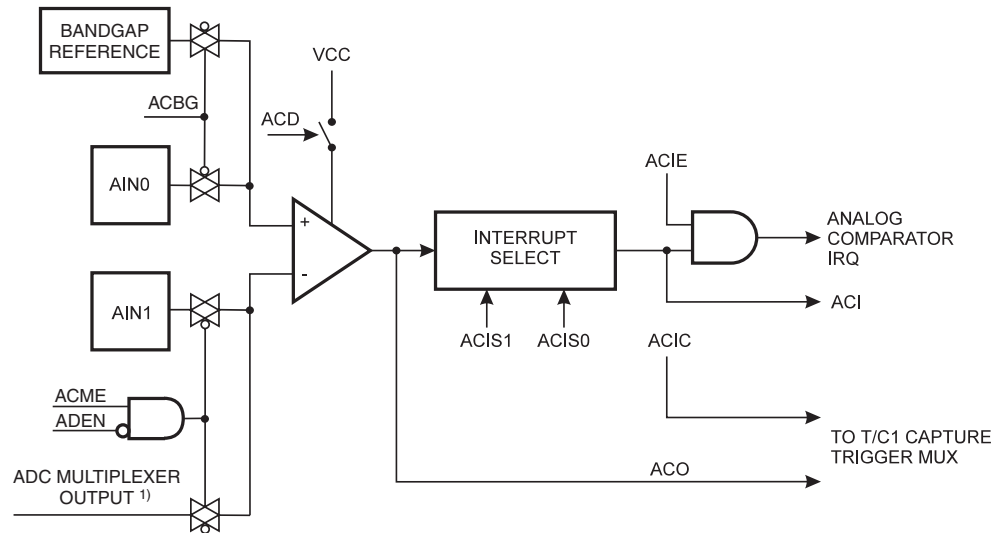 BANDGAP
REFERENCE
VCC
ACBG
ACD
AIN0
ACIE
+
-
INTERRUPT
SELECT
ANALOG
COMPARATOR
IRQ
AIN1
ACI
ACIS1
ACIS0
ACIC
ACME
ADEN
TO T/C1 CAPTURE
TRIGGER MUX
ADC MULTIPLEXER
OUTPUT 1)
ACO